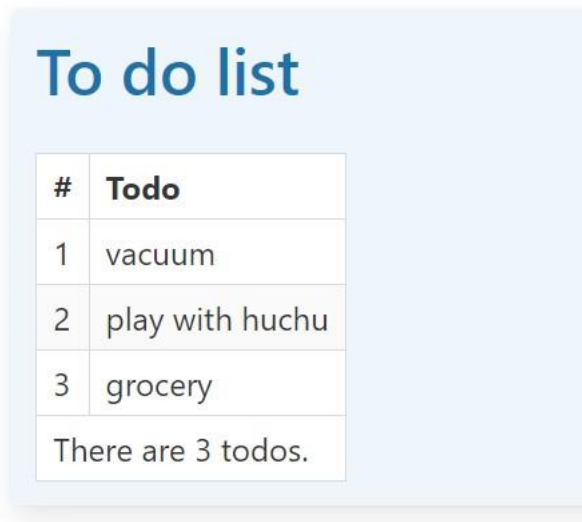 To do list
# Todo
1 vacuum
2 play with huchu
3 grocery
There are 3 todos.